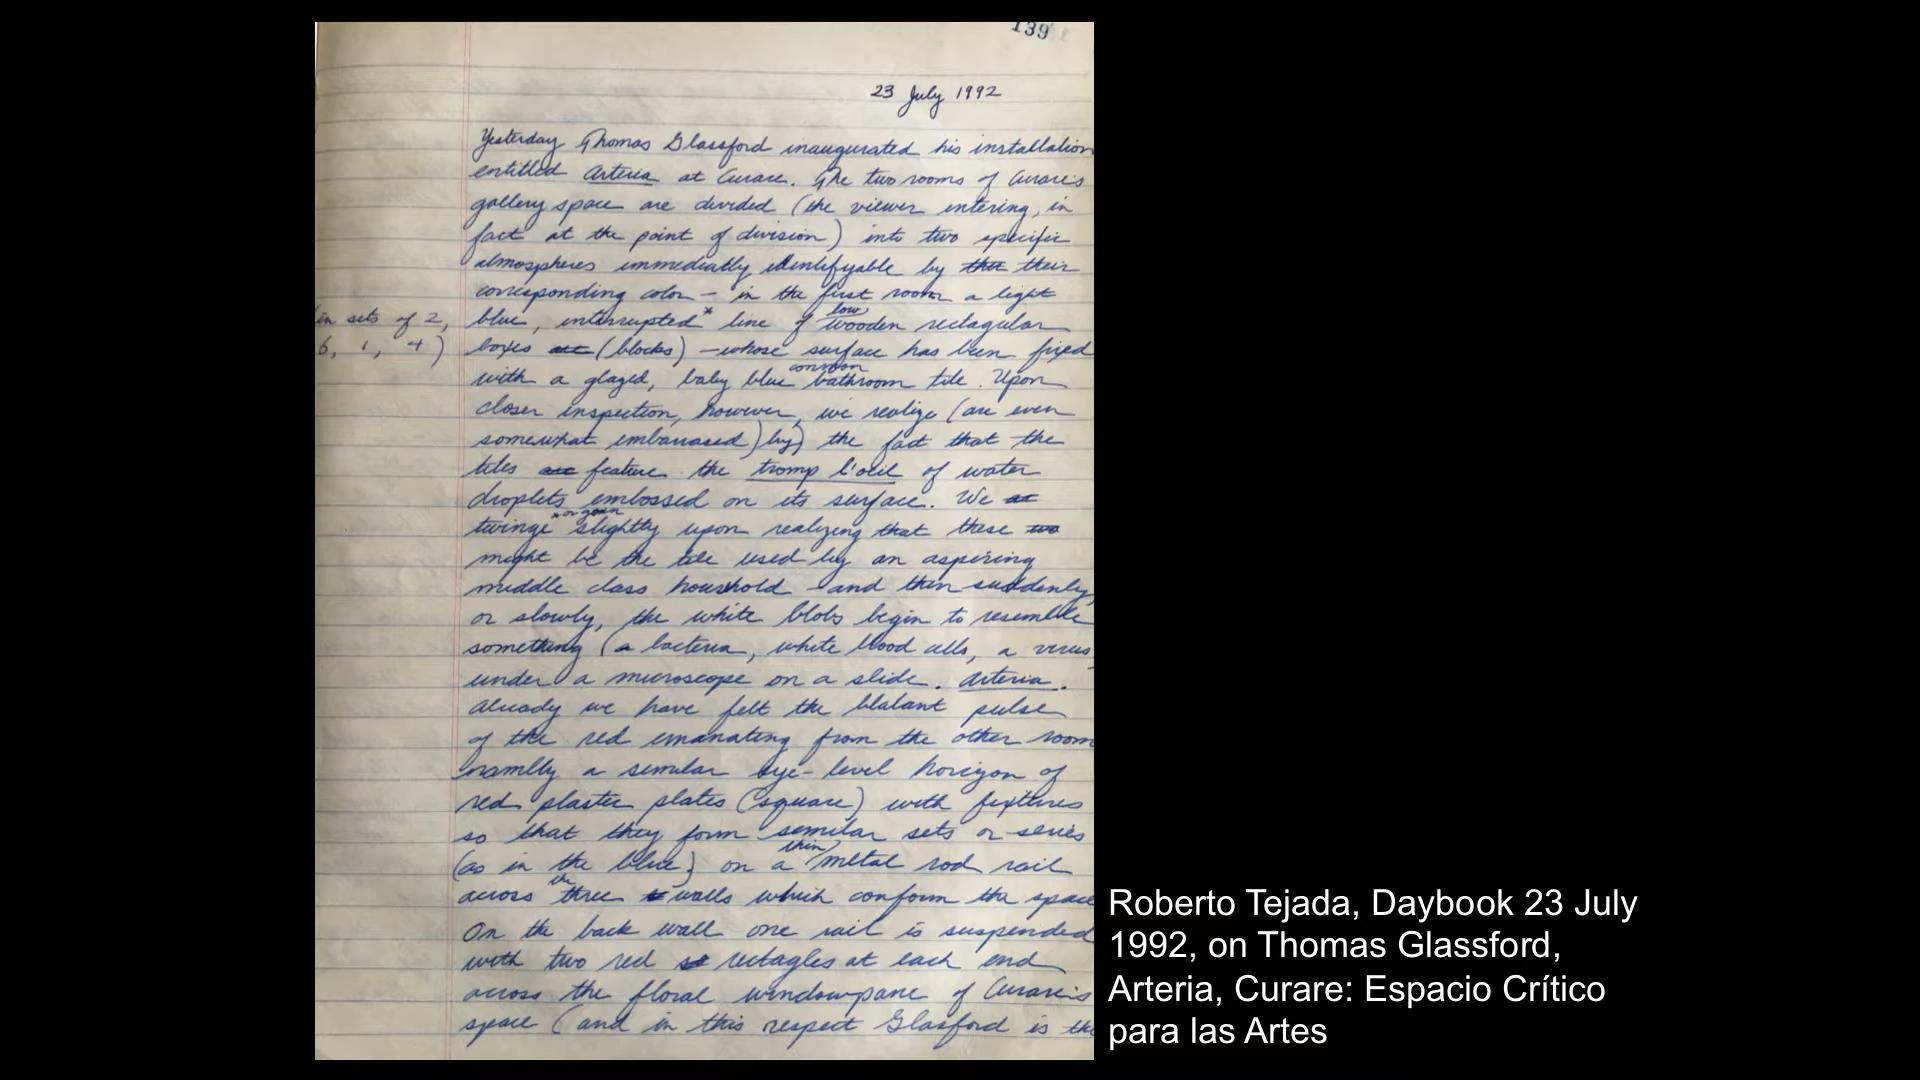 139
23 July 1992
Yesterday Thomas Glassford inaugurated his installation
entitled Arteria at Curare. The two rooms of Curare's
gallery space are divided (the viewer entering, in
fact at the point of division) into two specific
atmospheres immediatly identifyable by their
corresponding color – in the first room a light
(in sets of 2,
6, 1, 4)
blue, interrupted* line of low wooden rectagular
boxes (blocks) – whose surface has been fixed
with a glazed, baby blue common bathroom tile. Upon
closer inspection, however, we realize (are even
somewhat embarrased) by) the fact that the
tiles feature the tromp l'oeil of water
droplets embossed on its surface. We
twinge *or grin slightly upon realizing that these
might be the tile used by an aspiring
middle class houshold – and then suddenly,
or slowly, the white blobs begin to resemble
something (a bacteria, white blood cells, a virus
under a microscope on a slide. Arteria.
Already we have felt the blatant pulse
of the red emanating from the other room
namlly a similar eye-level horizon of
red plaster plates (square) with fixtures
so that they form similar sets or series
(as in the blue) on a thin metal rod rail
across the three walls which conform the space
On the back wall one rail is suspended
with two red rectagles at each end
across the floral windowpane of Curare's
space (and in this respect Glasford is the
Roberto Tejada, Daybook 23 July
1992, on Thomas Glassford,
Arteria, Curare: Espacio Crítico
para las Artes